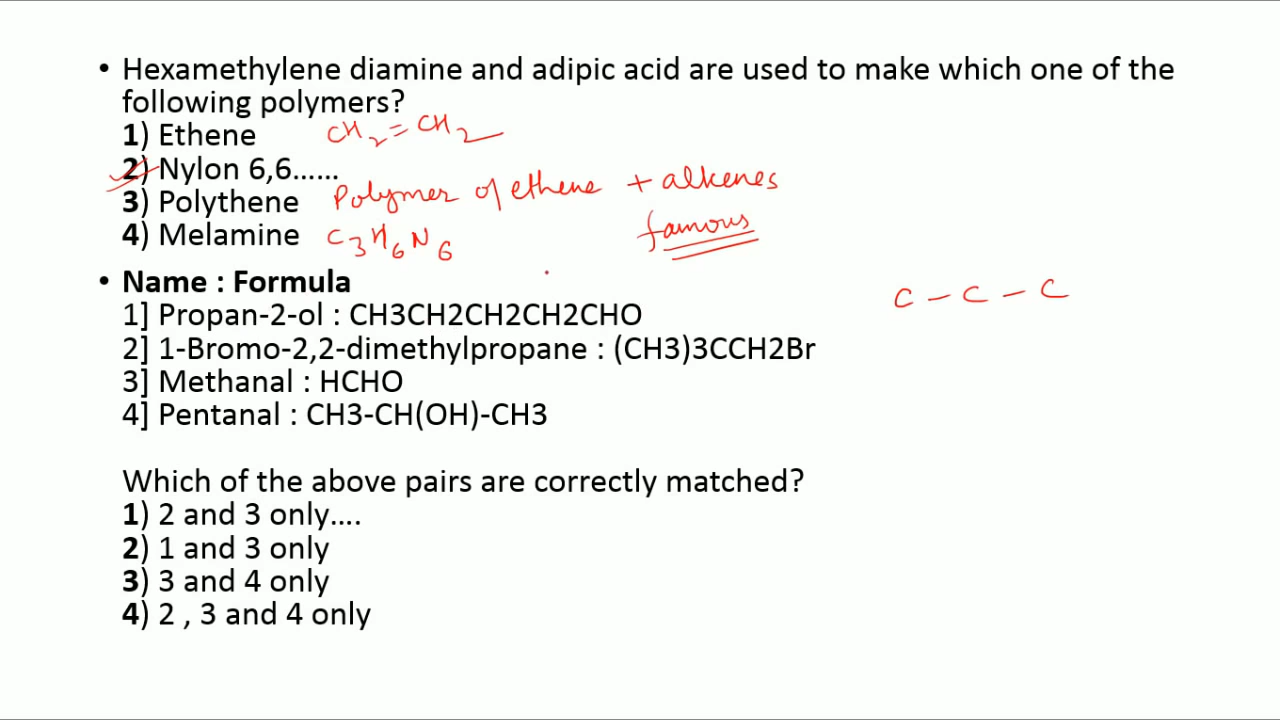 • Hexamethylene diamine and adipic acid are used to make which one of the
following polymers?
1) Ethene CH2=CH2
2) Nylon 6,6......
3) Polythene Polymer of ethene + alkenes
famous
4) Melamine C3H6N6
• Name : Formula
C - C - C
1] Propan-2-ol : CH3CH2CH2CH2CHO
2] 1-Bromo-2,2-dimethylpropane : (CH3)3CCH2Br
3] Methanal : HCHO
4] Pentanal : CH3-CH(OH)-CH3
Which of the above pairs are correctly matched?
1) 2 and 3 only....
2) 1 and 3 only
3) 3 and 4 only
4) 2 , 3 and 4 only